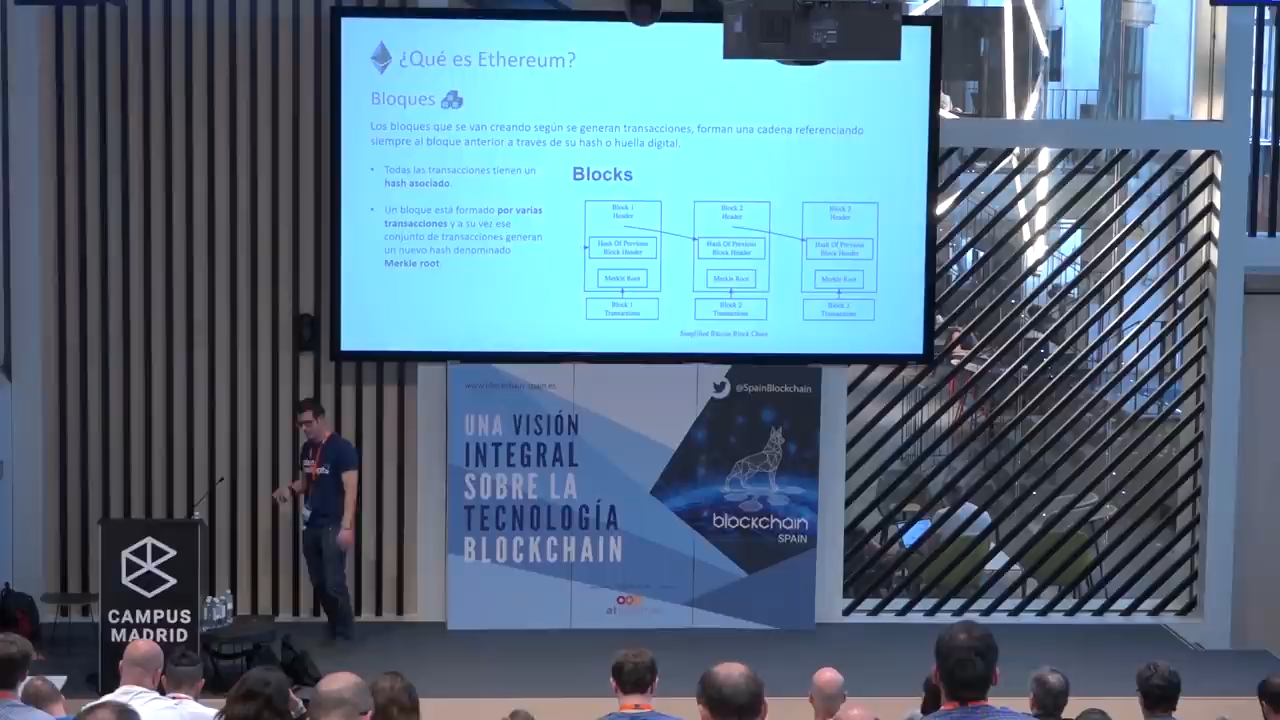 ¿Qué es Ethereum?
Bloques
Los bloques que se van creando según se generan transacciones, forman una cadena referenciando
siempre al bloque anterior a traves de su hash o huella digital.
• Todas las transacciones tienen un
hash asociado.
• Un bloque está formado por varias
transacciones y a su vez ese
conjunto de transacciones generan
un nuevo hash denominado
Merkle root.
Blocks
Block 1
Header
Hash Of Previous
Block Header
Merkle Root
Block 1
Transactions
Block 2
Header
Hash Of Previous
Block Header
Merkle Root
Block 2
Transactions
Block 3
Header
Hash Of Previous
Block Header
Merkle Root
Block 3
Transactions
Simplified Bitcoin Block Chain
@SpainBlockchain
UNA VISIÓN
INTEGRAL
SOBRE LA
TECNOLOGÍA
BLOCKCHAIN
blockchain
SPAIN
CAMPUS
MADRID